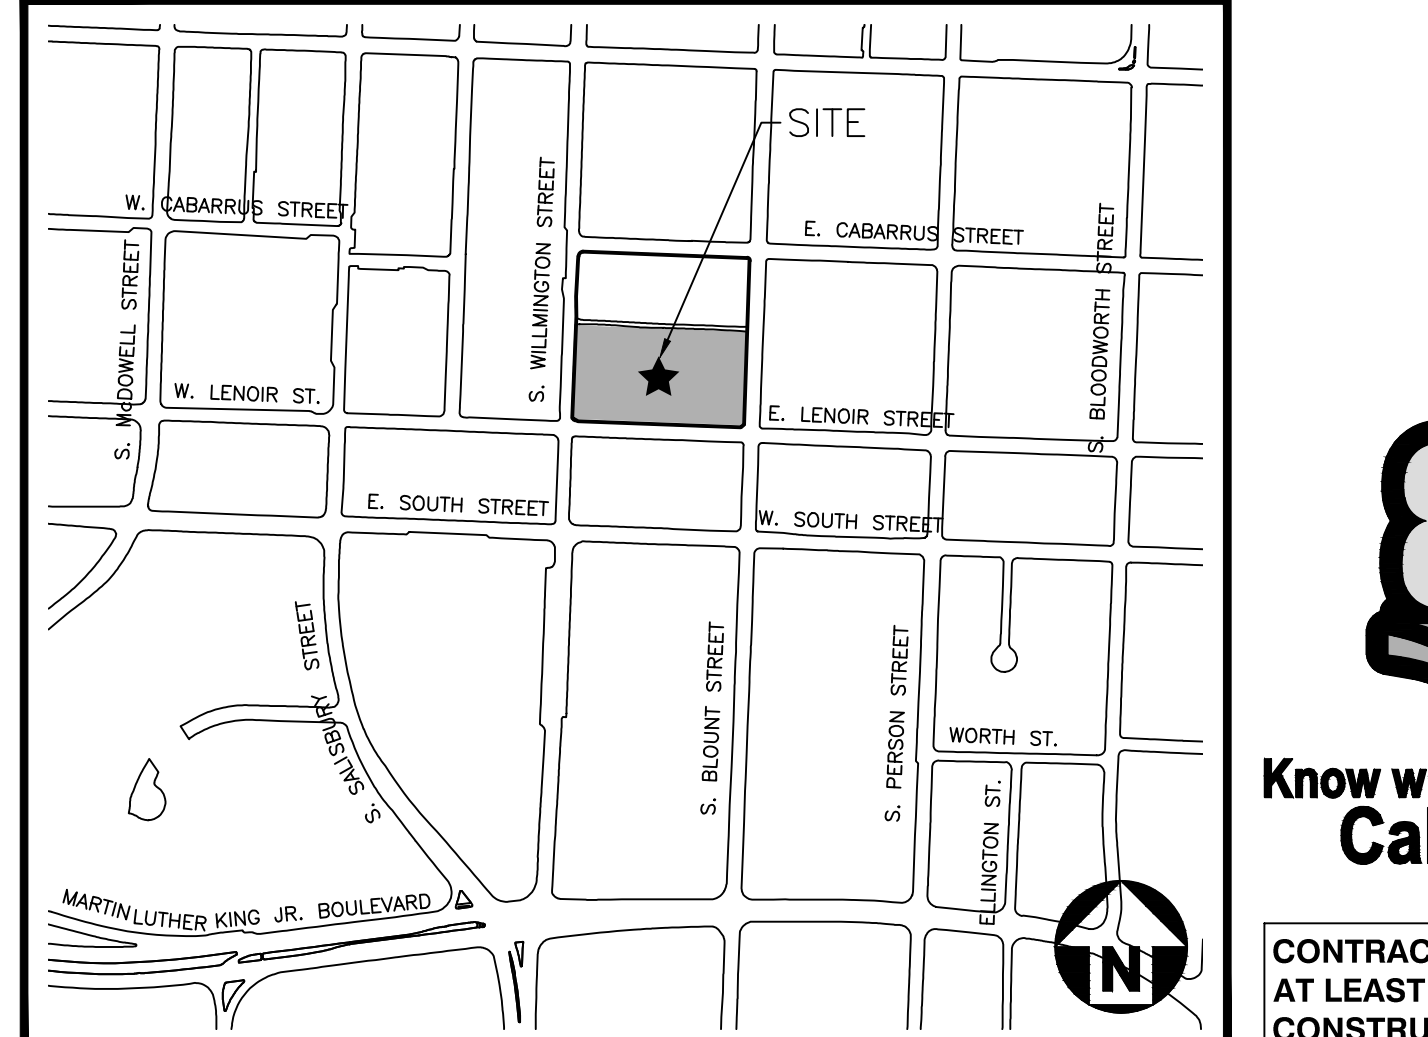 SITE
W. CABARRUS STREET
E. CABARRUS STREET
S. WILLMINGTON STREET
S. McDOWELL STREET
S. BLOODWORTH STREET
W. LENOIR ST.
E. LENOIR STREET
E. SOUTH STREET
W. SOUTH STREET
S. SALISBURY STREET
S. BLOUNT STREET
S. PERSON STREET
WORTH ST.
ELLINGTON ST.
MARTIN LUTHER KING JR. BOULEVARD
N
Know w
Cal
CONTRAC
AT LEAST
CONSTRU